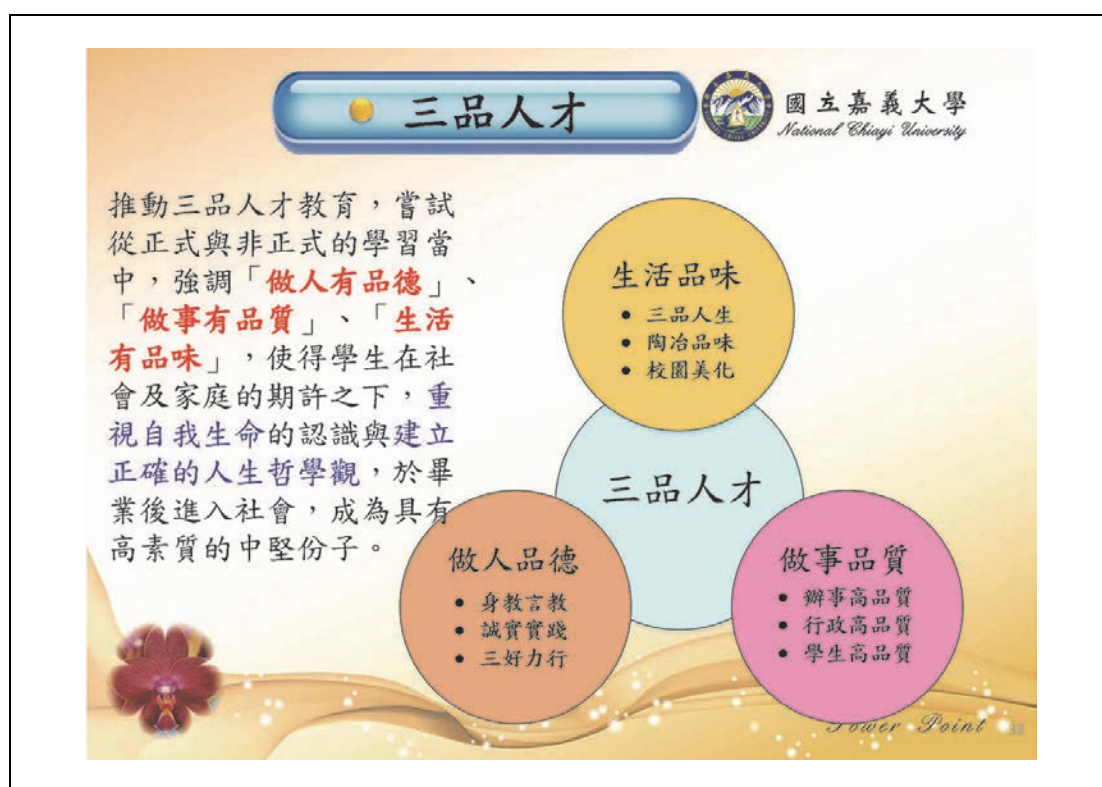 三品人才
國立嘉義大學
National Chiayi University
推動三品人才教育，嘗試
從正式與非正式的學習當
中，強調「做人有品德」、
「做事有品質」、「生活
有品味」，使得學生在社
會及家庭的期許之下，重
視自我生命的認識與建立
正確的人生哲學觀，於畢
業後進入社會，成為具有
高素質的中堅份子。
生活品味
• 三品人生
• 陶冶品味
• 校園美化
三品人才
做人品德
• 身教言教
• 誠實實踐
• 三好力行
做事品質
• 辦事高品質
• 行政高品質
• 學生高品質
Power Point